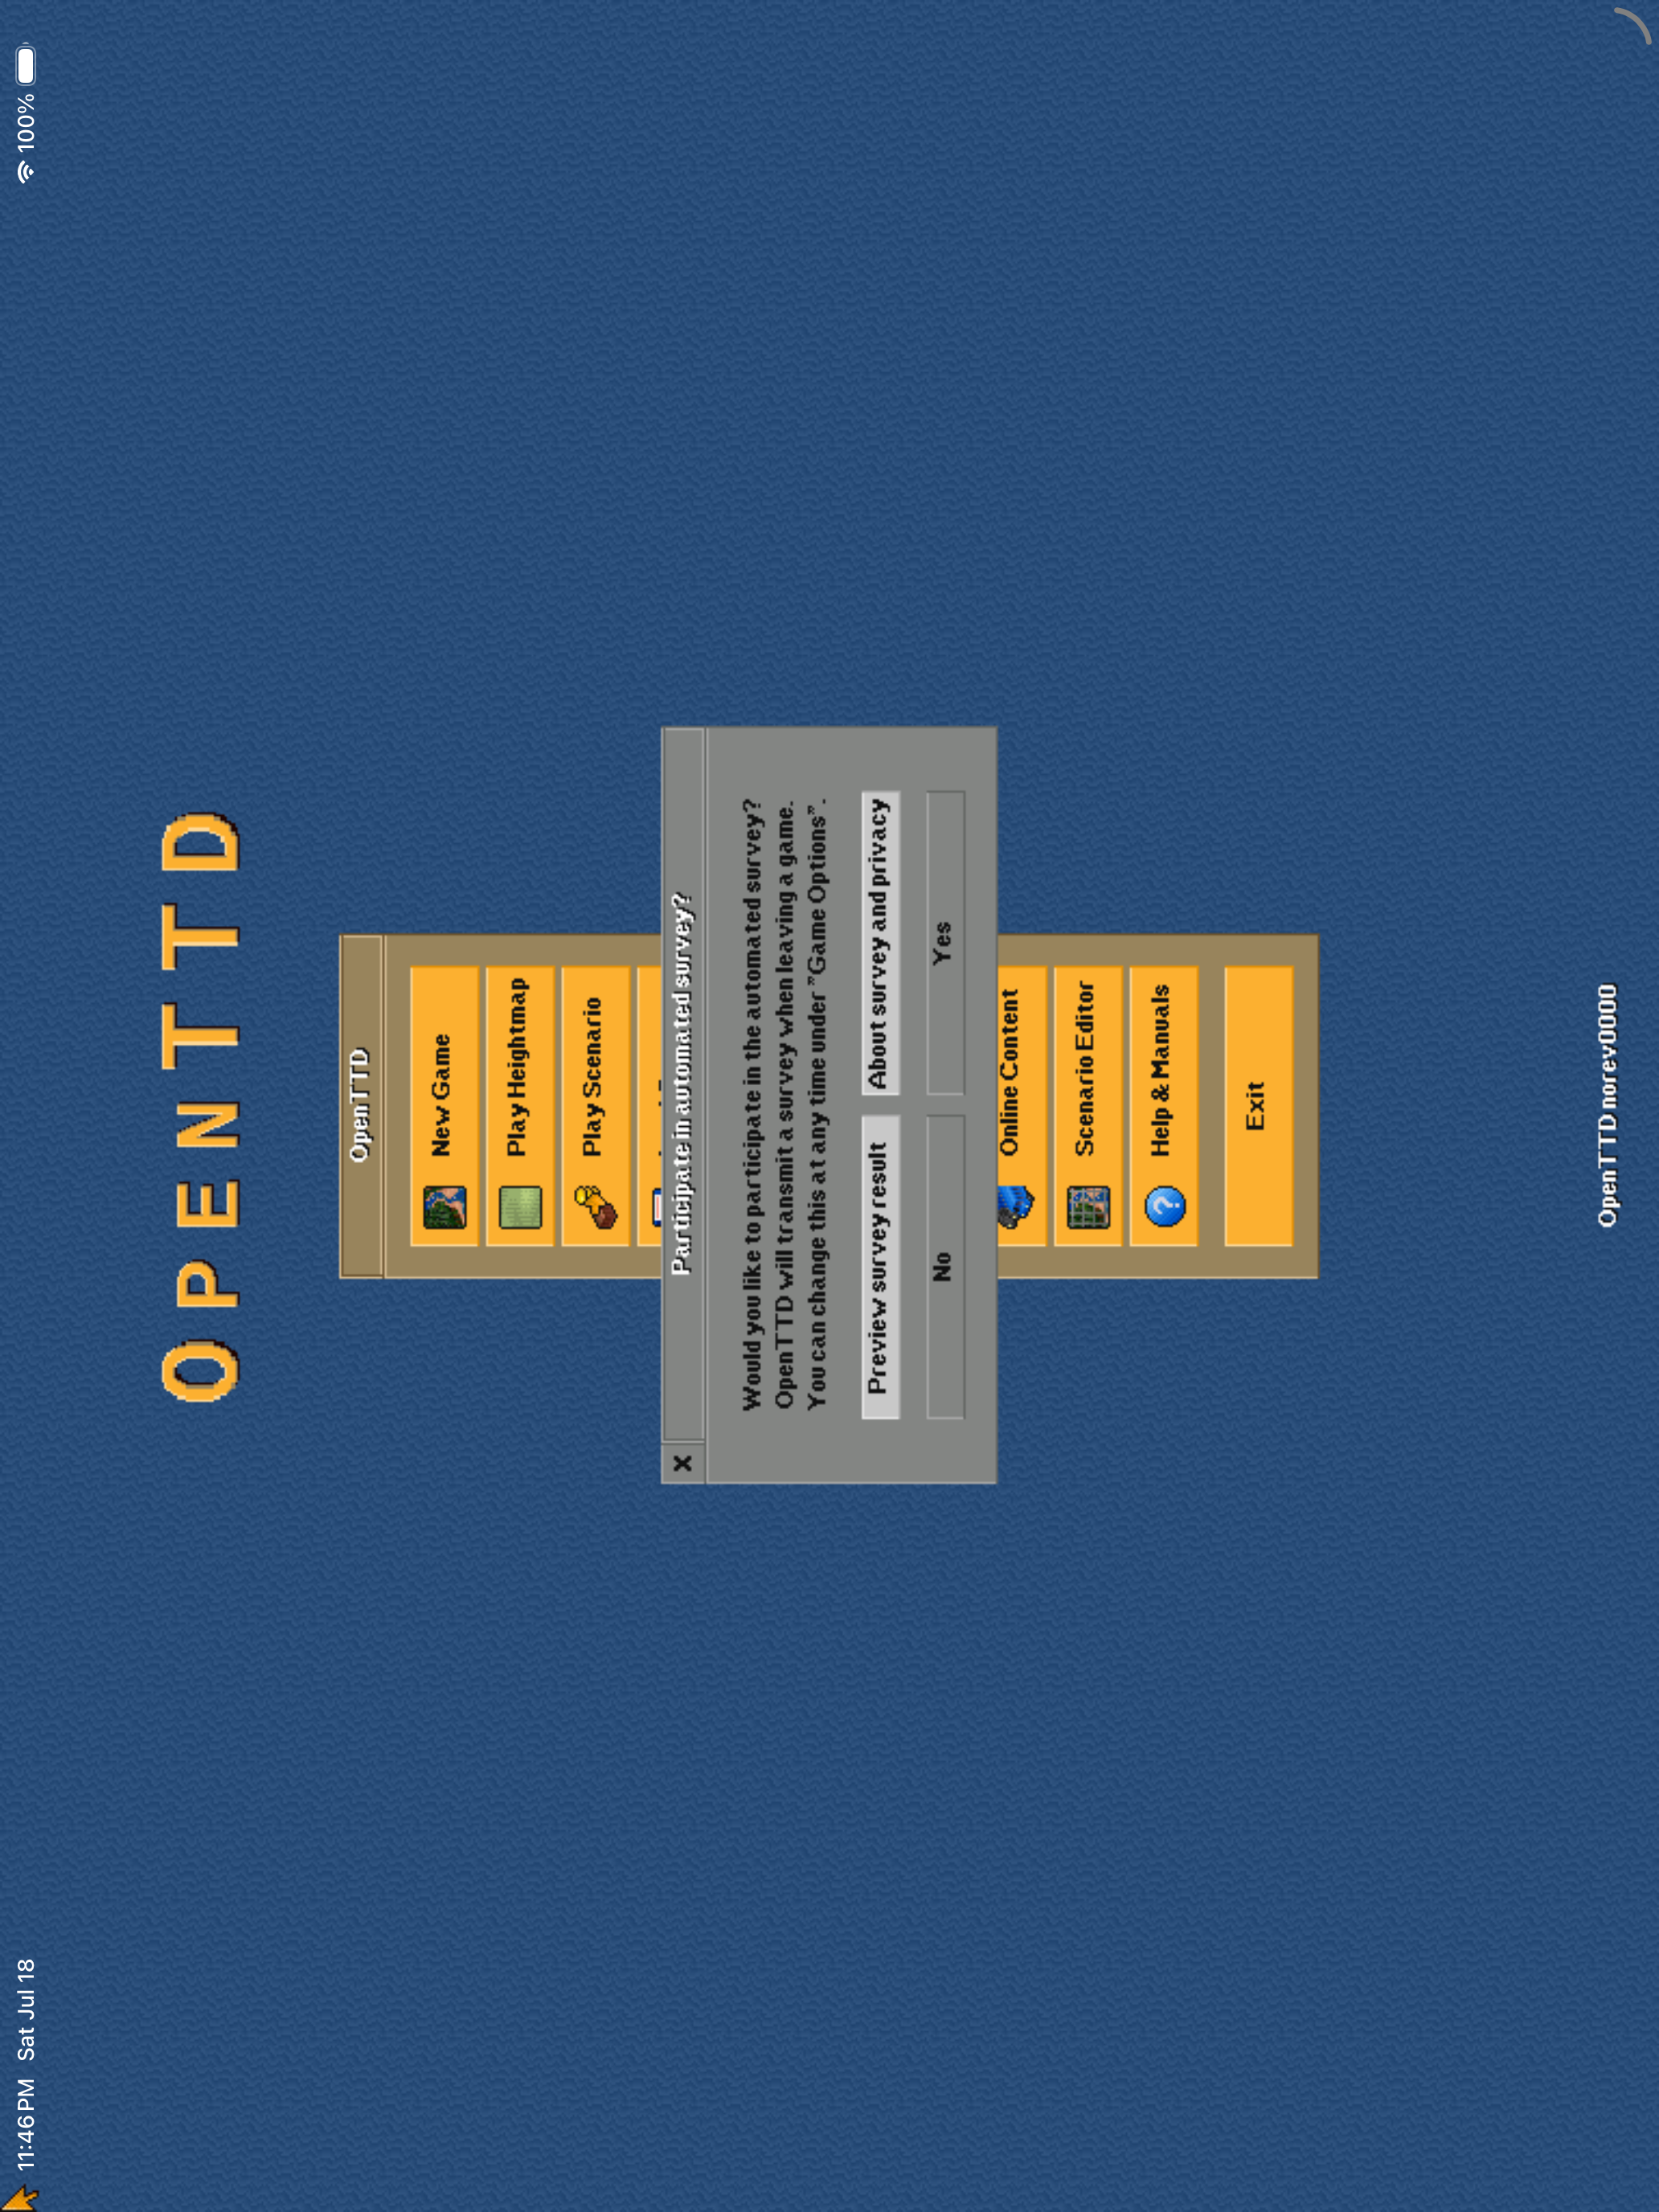 11:46 PM Sat Jul 18
100%
OPENTTD
OpenTTD
New Game
Play Heightmap
Play Scenario
Participate in automated survey?
Would you like to participate in the automated survey?
OpenTTD will transmit a survey when leaving a game.
You can change this at any time under "Game Options".
Preview survey result
About survey and privacy
No
Yes
Online Content
Scenario Editor
Help & Manuals
Exit
OpenTTD norev0000